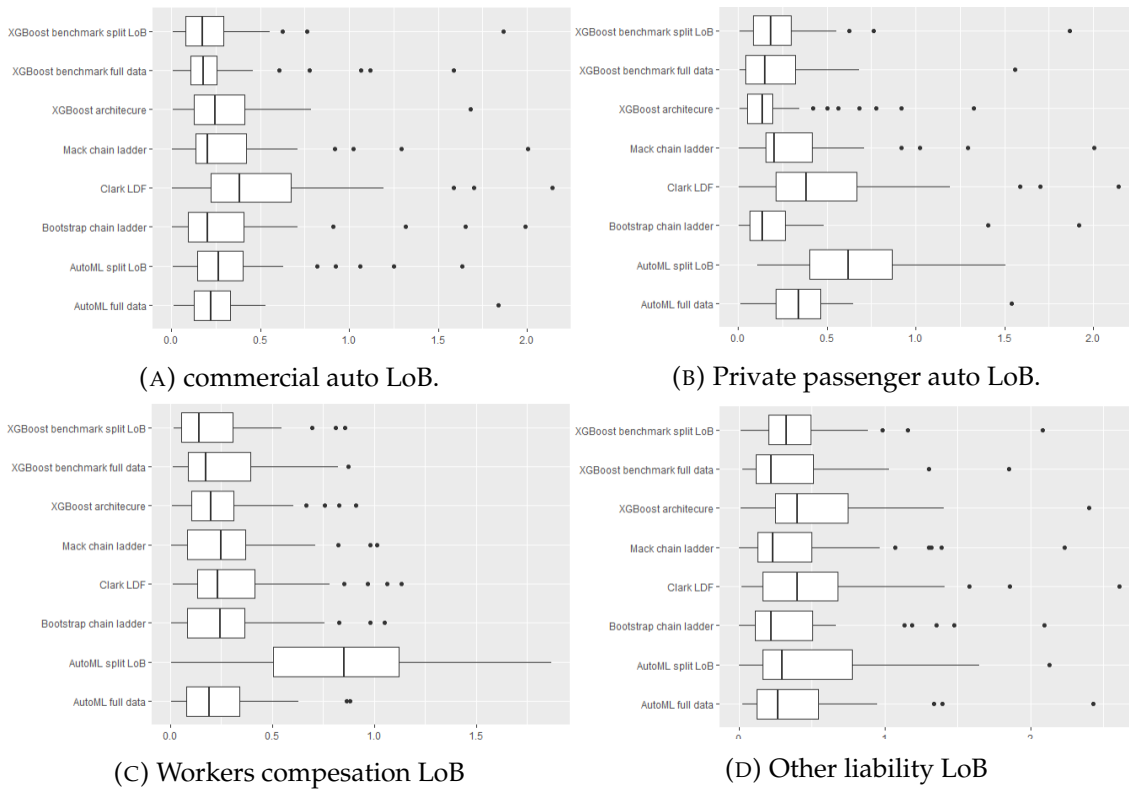 XGBoost benchmark split LoB
XGBoost benchmark full data
XGBoost architecure
Mack chain ladder
Clark LDF
Bootstrap chain ladder
AutoML split LoB
AutoML full data
0.0 0.5 1.0 1.5 2.0
(A) commercial auto LoB.
XGBoost benchmark split LoB
XGBoost benchmark full data
XGBoost architecure
Mack chain ladder
Clark LDF
Bootstrap chain ladder
AutoML split LoB
AutoML full data
0.0 0.5 1.0 1.5 2.0
(B) Private passenger auto LoB.
XGBoost benchmark split LoB
XGBoost benchmark full data
XGBoost architecure
Mack chain ladder
Clark LDF
Bootstrap chain ladder
AutoML split LoB
AutoML full data
0.0 0.5 1.0 1.5
(C) Workers compesation LoB
XGBoost benchmark split LoB
XGBoost benchmark full data
XGBoost architecure
Mack chain ladder
Clark LDF
Bootstrap chain ladder
AutoML split LoB
AutoML full data
(D) Other liability LoB